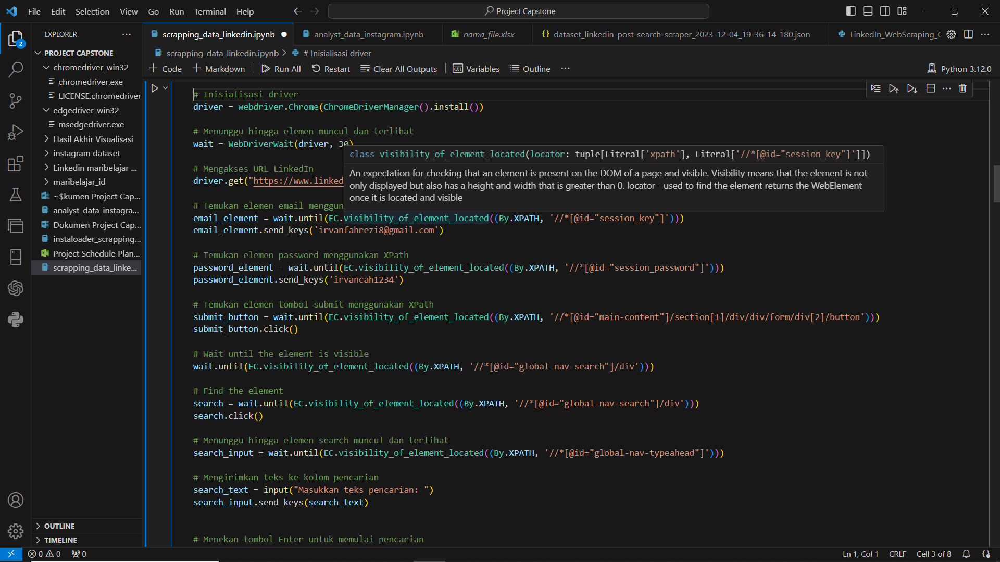 File Edit Selection View Go Run Terminal Help
Project Capstone
EXPLORER
scrapping_data_linkedin.ipynb
analyst_data_instagram.ipynb
nama_file.xlsx
{} dataset_linkedin-post-search-scraper_2023-12-04_19-36-14-180.json
LinkedIn_WebScraping_C
2
PROJECT CAPSTONE
chromedriver_win32
chromedriver.exe
LICENSE.chromedriver
edgedriver_win32
msedgedriver.exe
Hasil Akhir Visualisasi
instagram dataset
Linkedin maribelajar ...
maribelajar_id
~$kumen Project Cap...
analyst_data_instagra...
Dokumen Project Cap...
instaloader_scrapping...
Project Schedule Plan...
scrapping_data_linke...
OUTLINE
TIMELINE
scrapping_data_linkedin.ipynb > # Inisialisasi driver
+ Code + Markdown Run All Restart Clear All Outputs Variables Outline ...
Python 3.12.0
# Inisialisasi driver
driver = webdriver.Chrome(ChromeDriverManager().install())
# Menunggu hingga elemen muncul dan terlihat
wait = WebDriverWait(driver, 30)
class visibility_of_element_located(locator: tuple[Literal['xpath'], Literal['//*[@id="session_key"]']])
An expectation for checking that an element is present on the DOM of a page and visible. Visibility means that the element is not
only displayed but also has a height and width that is greater than 0. locator - used to find the element returns the WebElement
once it is located and visible
# Mengakses URL LinkedIn
driver.get("https://www.linked
# Temukan elemen email menggun
email_element = wait.until(EC.visibility_of_element_located((By.XPATH, '//*[@id="session_key"]')))
email_element.send_keys('irvanfahrezi8@gmail.com')
# Temukan elemen password menggunakan XPath
password_element = wait.until(EC.visibility_of_element_located((By.XPATH, '//*[@id="session_password"]')))
password_element.send_keys('irvancah1234')
# Temukan elemen tombol submit menggunakan XPath
submit_button = wait.until(EC.visibility_of_element_located((By.XPATH, '//*[@id="main-content"]/section[1]/div/div/form/div[2]/button')))
submit_button.click()
# Wait until the element is visible
wait.until(EC.visibility_of_element_located((By.XPATH, '//*[@id="global-nav-search"]/div')))
# Find the element
search = wait.until(EC.visibility_of_element_located((By.XPATH, '//*[@id="global-nav-search"]/div')))
search.click()
# Menunggu hingga elemen search muncul dan terlihat
search_input = wait.until(EC.visibility_of_element_located((By.XPATH, '//*[@id="global-nav-typeahead"]')))
# Mengirimkan teks ke kolom pencarian
search_text = input("Masukkan teks pencarian: ")
search_input.send_keys(search_text)
# Menekan tombol Enter untuk memulai pencarian
0 0 0
Ln 1, Col 1 CRLF Cell 3 of 8